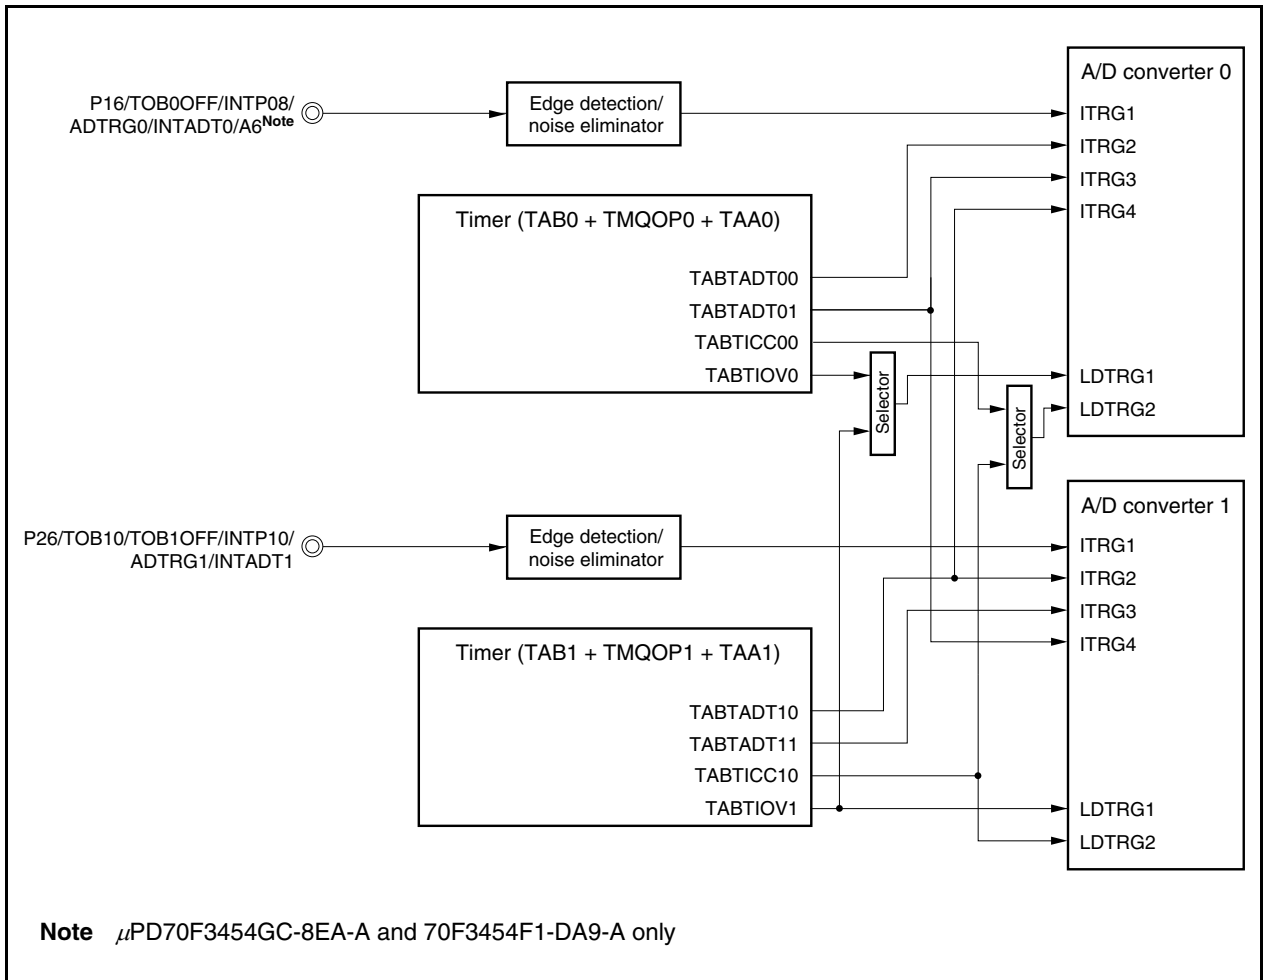 A/D converter 0
P16/TOB0OFF/INTP08/
ADTRG0/INTADT0/A6Note
Edge detection/
noise eliminator
ITRG1
ITRG2
ITRG3
ITRG4
Timer (TAB0 + TMQOP0 + TAA0)
TABTADT00
TABTADT01
TABTICC00
TABTIOV0
Selector
LDTRG1
LDTRG2
Selector
A/D converter 1
P26/TOB10/TOB1OFF/INTP10/
ADTRG1/INTADT1
Edge detection/
noise eliminator
ITRG1
ITRG2
ITRG3
ITRG4
Timer (TAB1 + TMQOP1 + TAA1)
TABTADT10
TABTADT11
TABTICC10
TABTIOV1
LDTRG1
LDTRG2
Note μPD70F3454GC-8EA-A and 70F3454F1-DA9-A only